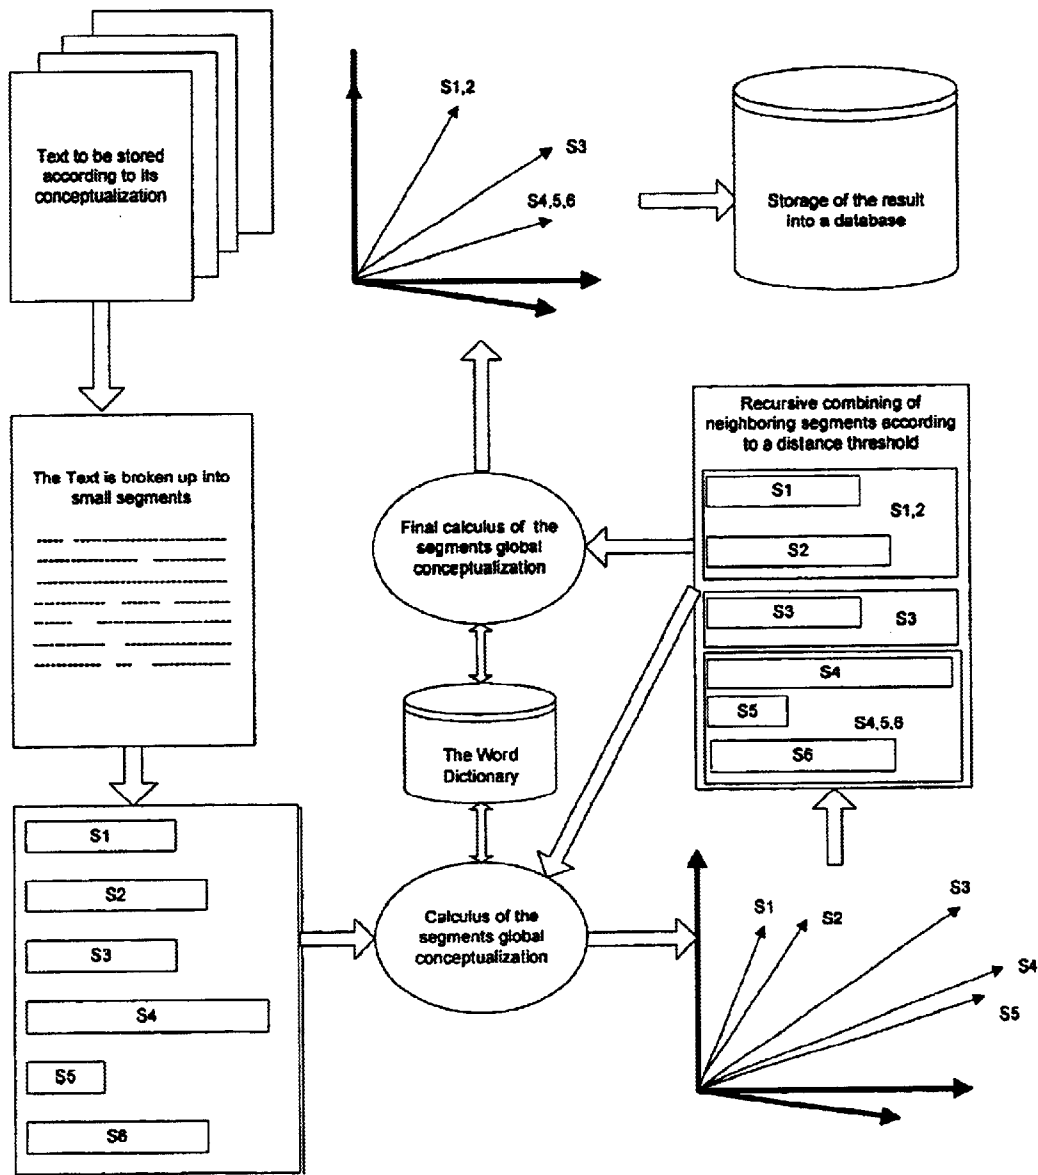 Text to be stored
according to its
conceptualization
S1,2
S3
S4,5,6
Storage of the result
into a database
The Text is broken up into
small segments
Recursive combining of
neighboring segments according
to a distance threshold
S1
S1,2
S2
S3
S3
S4
S5
S4,5,6
S6
Final calculus of the
segments global
conceptualization
The Word
Dictionary
S1
S2
S3
S4
S5
S6
Calculus of the
segments global
conceptualization
S1
S2
S3
S4
S5